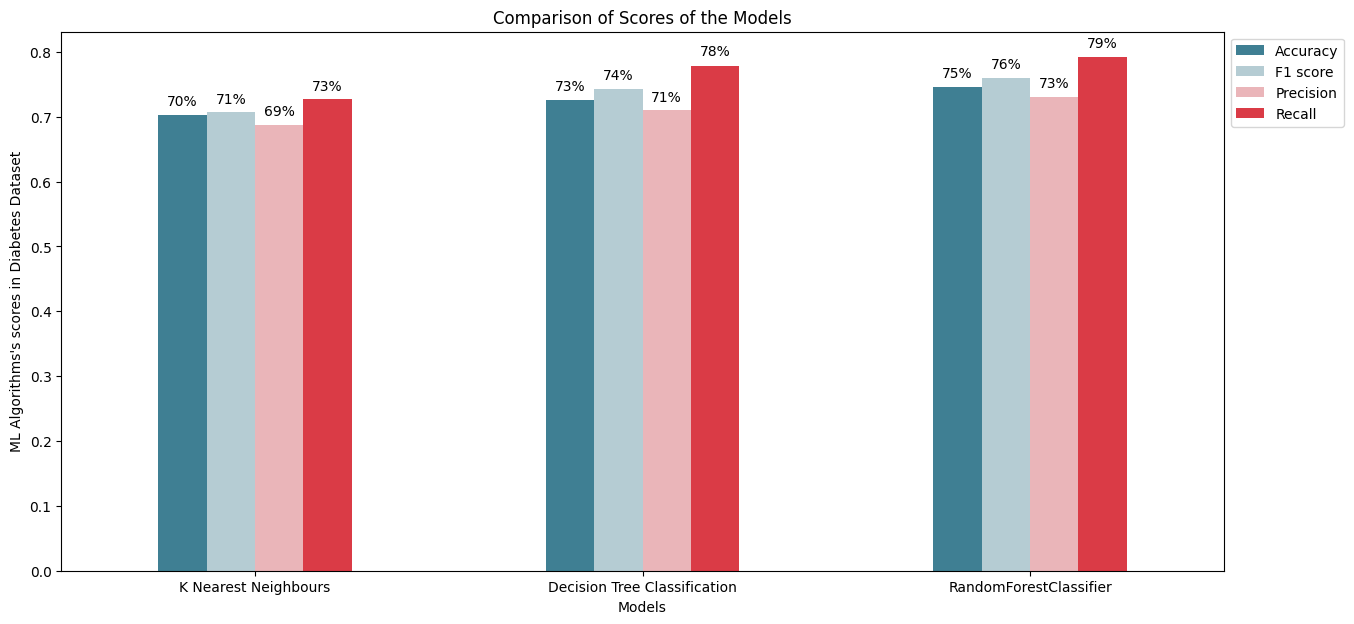 Comparison of Scores of the Models
Accuracy
F1 score
Precision
Recall
ML Algorithms's scores in Diabetes Dataset
0.8
0.7
0.6
0.5
0.4
0.3
0.2
0.1
0.0
70%
71%
69%
73%
73%
74%
71%
78%
75%
76%
73%
79%
K Nearest Neighbours
Decision Tree Classification
RandomForestClassifier
Models